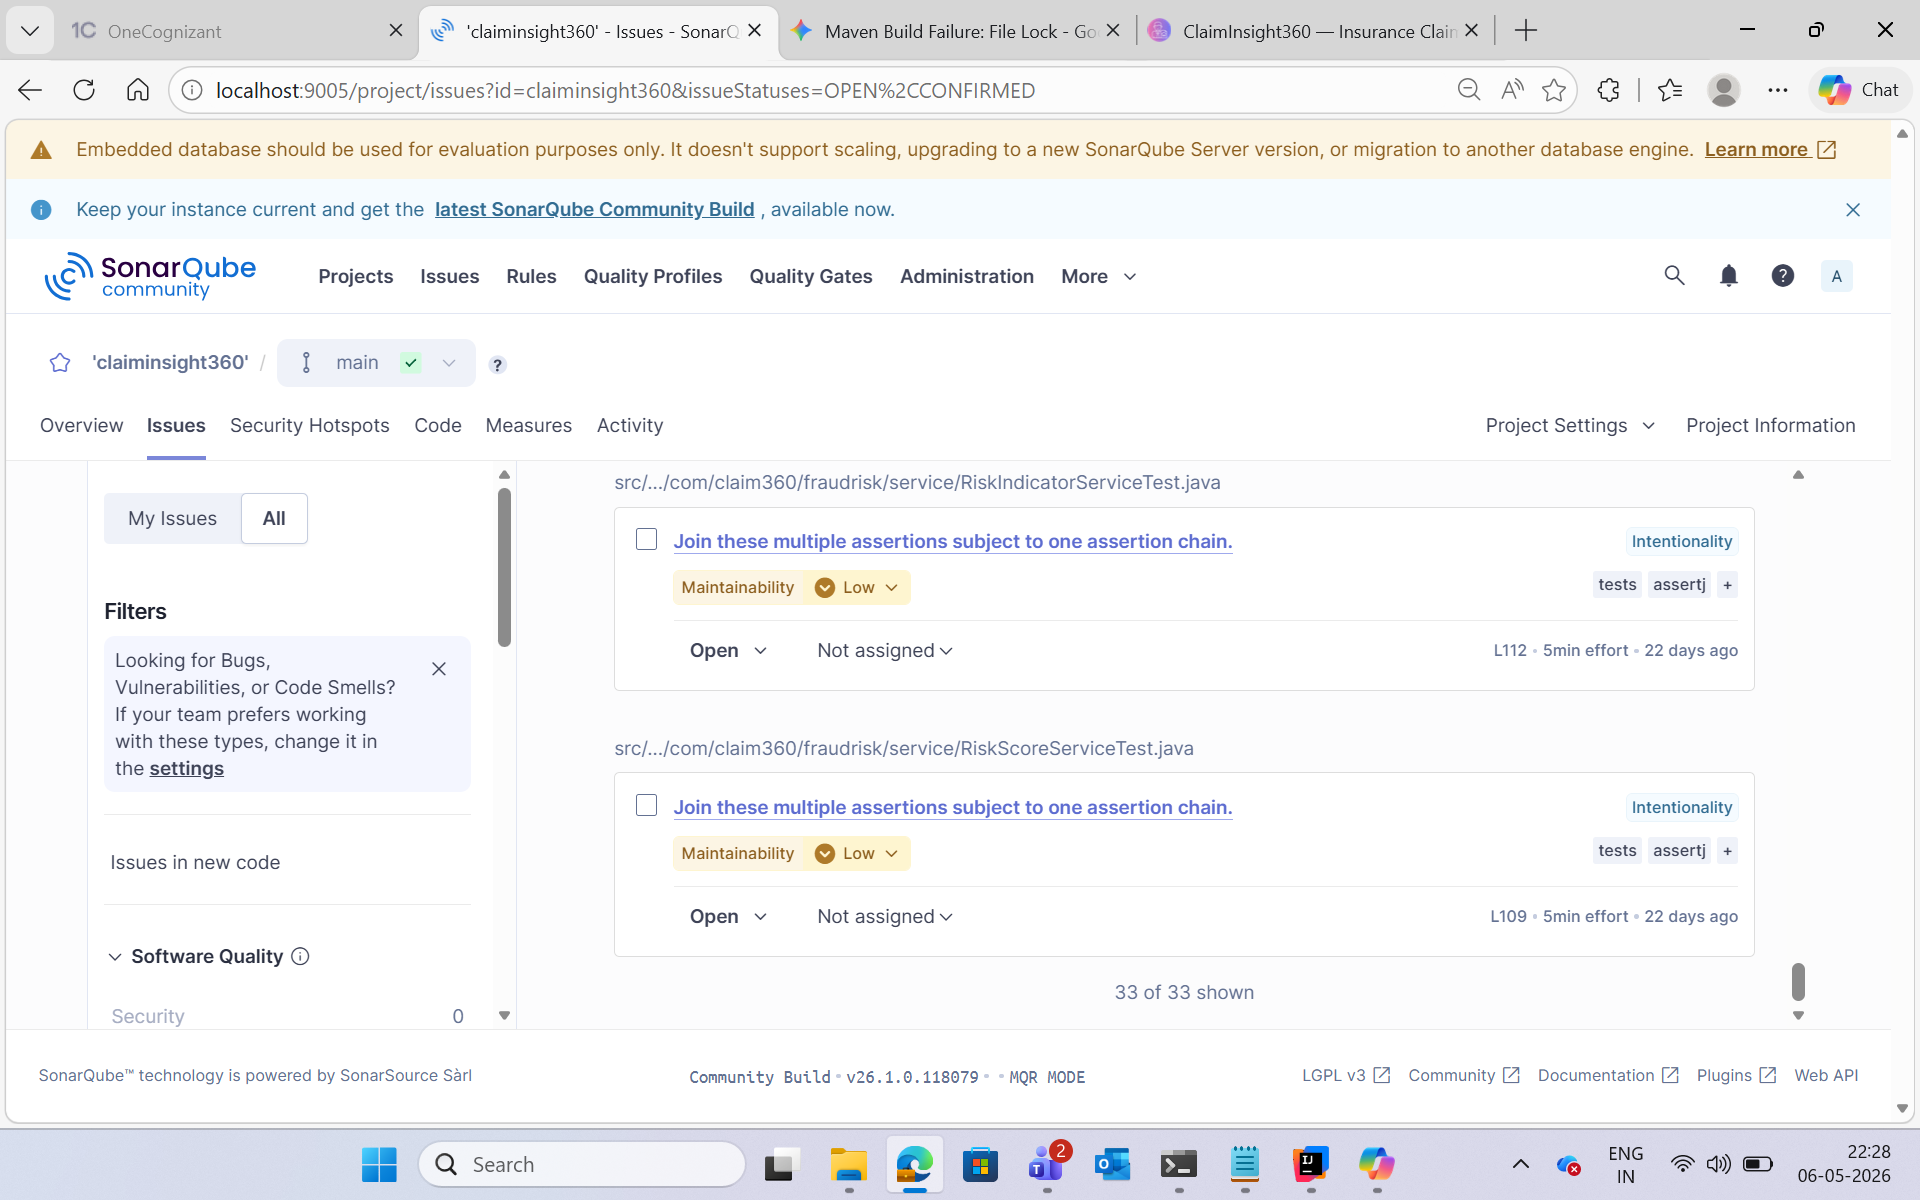 OneCognizant
'claiminsight360' - Issues - SonarQ
Maven Build Failure: File Lock - Go
ClaimInsight360 — Insurance Clain
localhost:9005/project/issues?id=claiminsight360&issueStatuses=OPEN%2CCONFIRMED
Chat
Embedded database should be used for evaluation purposes only. It doesn't support scaling, upgrading to a new SonarQube Server version, or migration to another database engine. Learn more
Keep your instance current and get the latest SonarQube Community Build , available now.
SonarQube
community
Projects Issues Rules Quality Profiles Quality Gates Administration More
A
'claiminsight360' / main
Overview Issues Security Hotspots Code Measures Activity
Project Settings Project Information
My Issues All
Filters
Looking for Bugs,
Vulnerabilities, or Code Smells?
If your team prefers working
with these types, change it in
the settings
Issues in new code
Software Quality
Security 0
src/.../com/claim360/fraudrisk/service/RiskIndicatorServiceTest.java
Join these multiple assertions subject to one assertion chain.
Intentionality
Maintainability Low
tests assertj +
Open Not assigned
L112 • 5min effort • 22 days ago
src/.../com/claim360/fraudrisk/service/RiskScoreServiceTest.java
Join these multiple assertions subject to one assertion chain.
Intentionality
Maintainability Low
tests assertj +
Open Not assigned
L109 • 5min effort • 22 days ago
33 of 33 shown
SonarQube™ technology is powered by SonarSource Sàrl
Community Build • v26.1.0.118079 • • MQR MODE
LGPL v3 Community Documentation Plugins Web API
Search
2
ENG
IN
22:28
06-05-2026